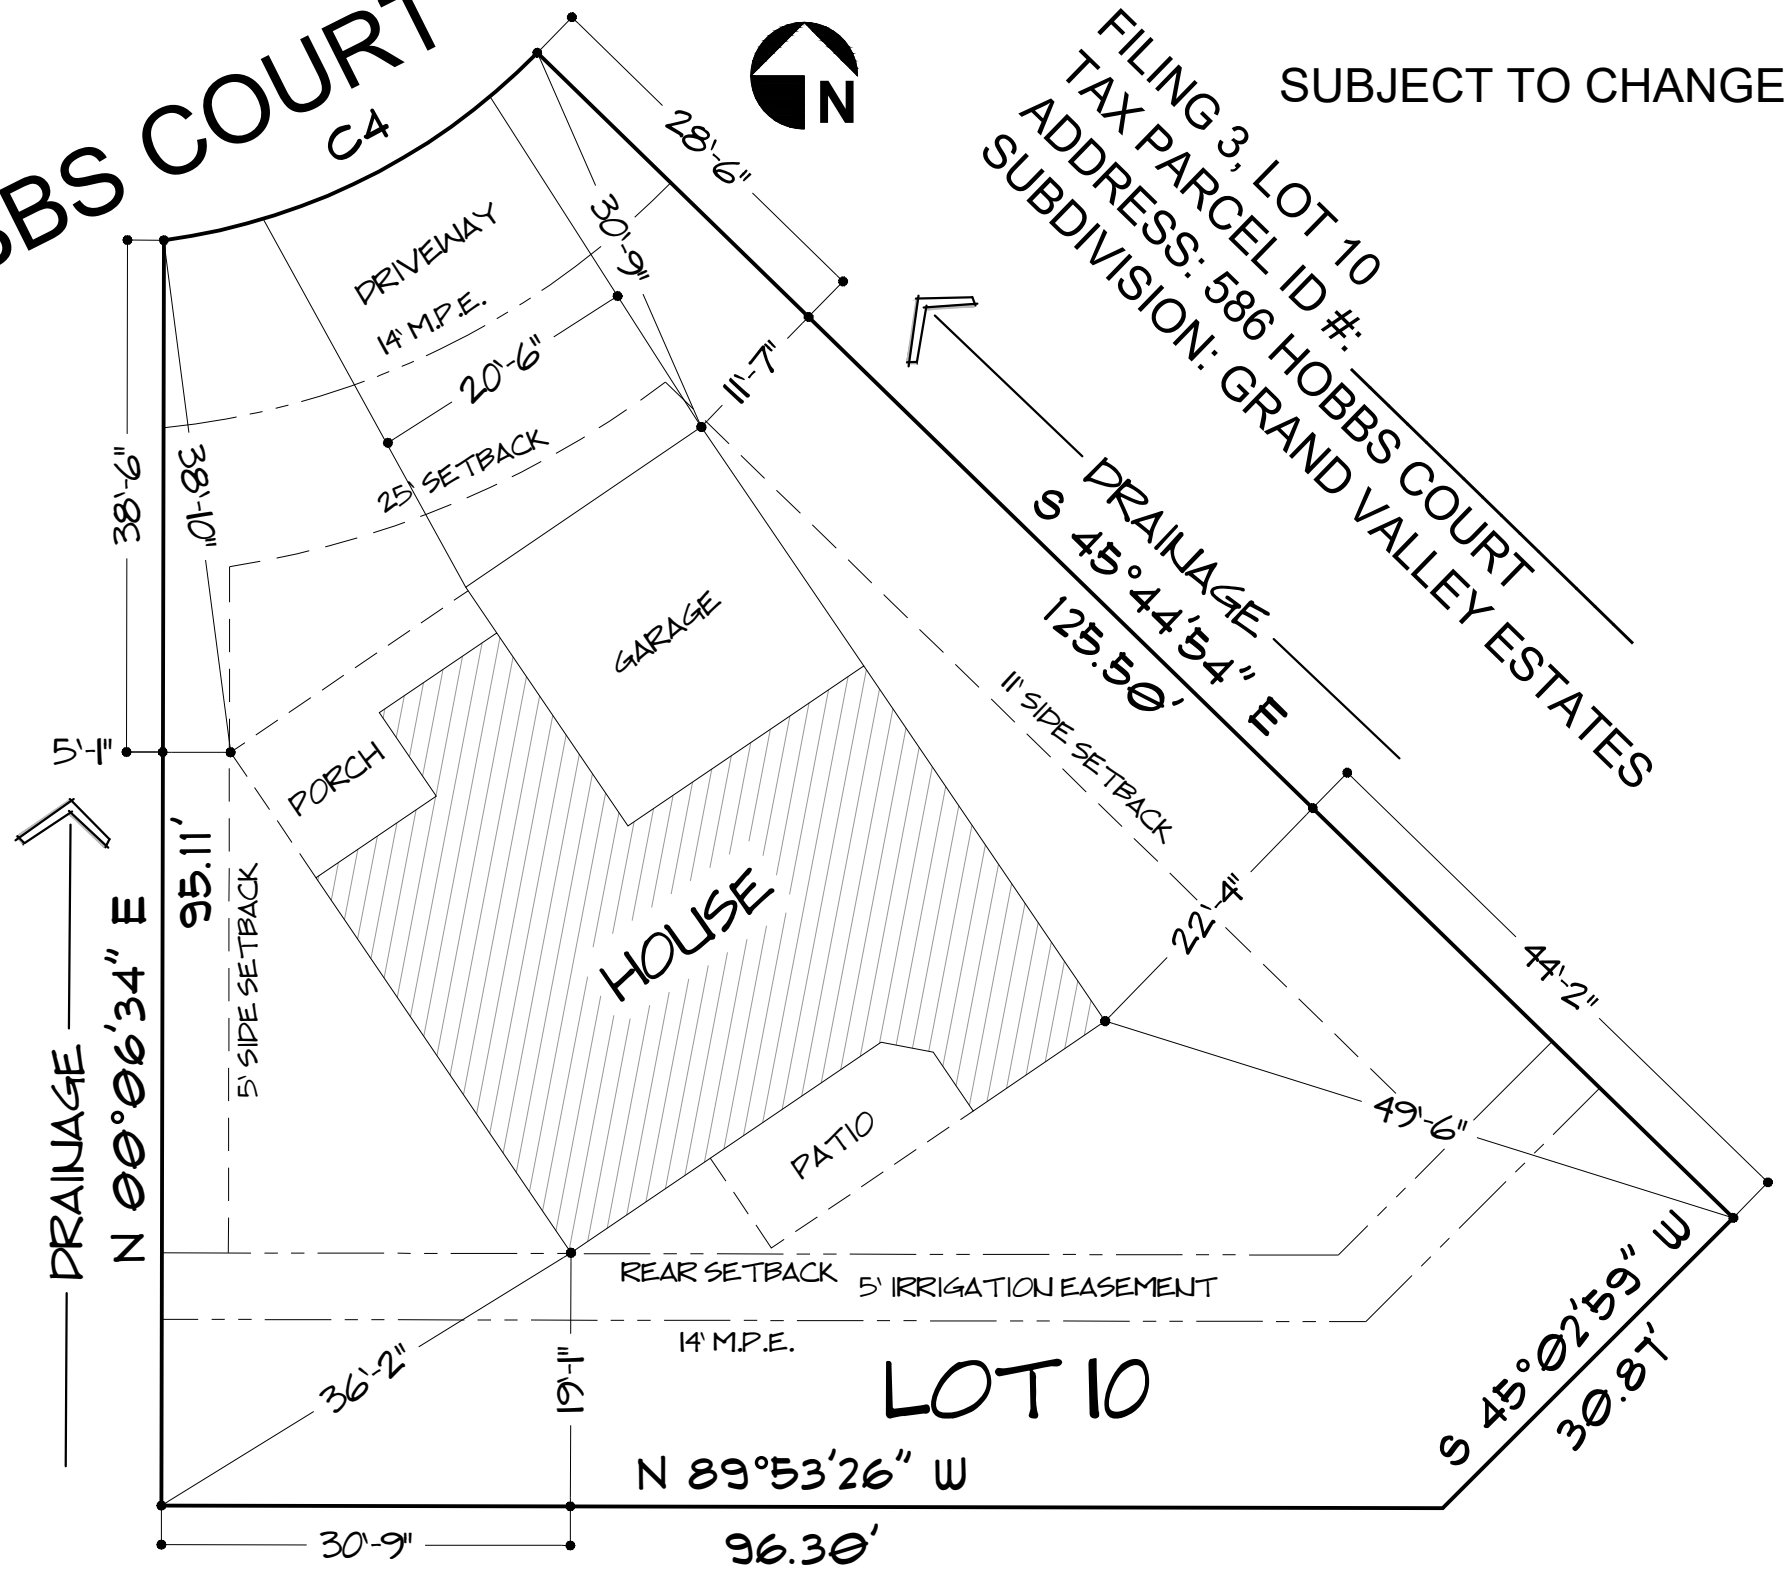 BBS COURT
C4
N
SUBJECT TO CHANGE
FILING 3, LOT 10
TAX PARCEL ID #:
ADDRESS: 586 HOBBS COURT
SUBDIVISION: GRAND VALLEY ESTATES
28'-6"
30'-9"
DRIVEWAY
14' M.P.E.
20'-6"
25' SETBACK
11'-7"
38'-6"
38'-10"
5'-1"
DRAINAGE
S 45°44'54" E
125.50'
GARAGE
PORCH
11' SIDE SETBACK
HOUSE
22'-4"
44'-2"
49'-6"
95.11'
N 00°06'34" E
DRAINAGE
5' SIDE SETBACK
PATIO
REAR SETBACK
5' IRRIGATION EASEMENT
14' M.P.E.
36'-2"
19'-1"
LOT 10
S 45°02'59" W
30.87'
N 89°53'26" W
30'-9"
96.30'